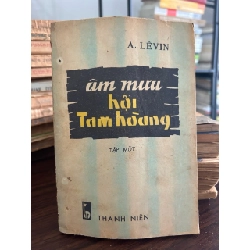 A. LÊVIN
âm mưu
hội
Tam hoàng
TẬP MỘT
THANH NIÊN